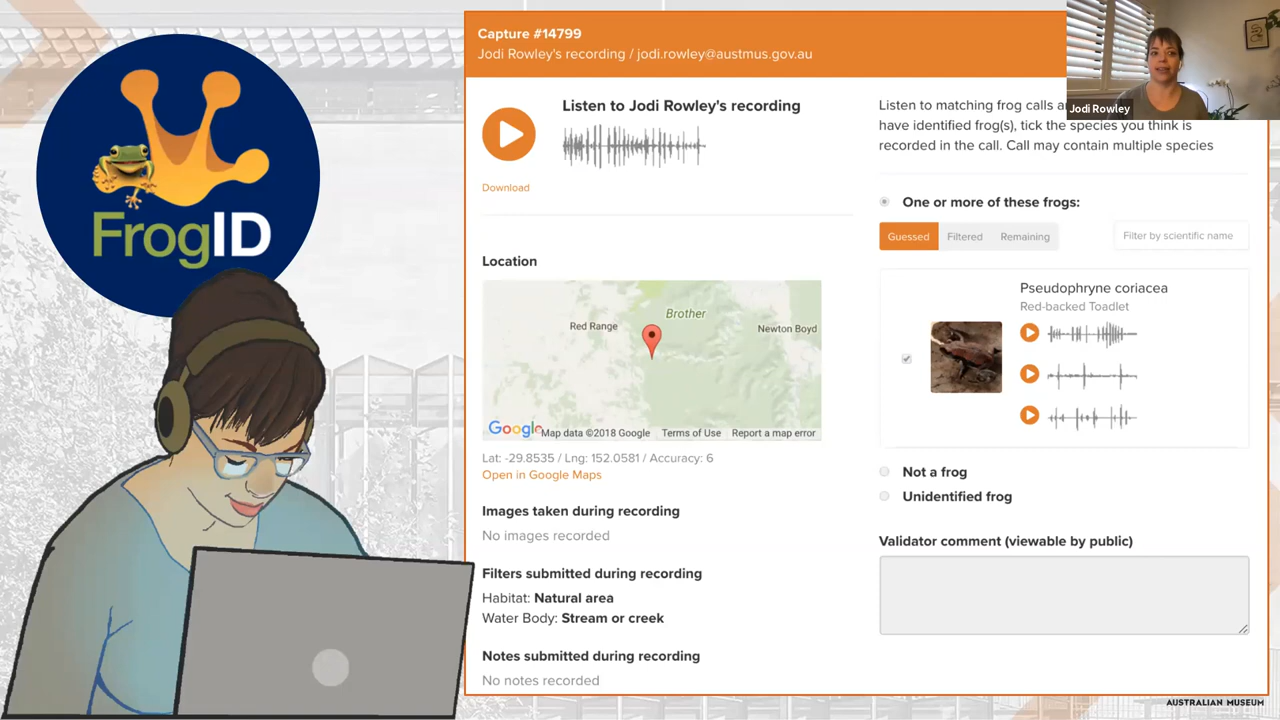 FrogID
Capture #14799
Jodi Rowley's recording / jodi.rowley@austmus.gov.au
Listen to Jodi Rowley's recording
Download
Location
Brother
Red Range
Newton Boyd
Google
Map data ©2018 Google
Terms of Use
Report a map error
Lat: -29.8535 / Lng: 152.0581 / Accuracy: 6
Open in Google Maps
Images taken during recording
No images recorded
Filters submitted during recording
Habitat: Natural area
Water Body: Stream or creek
Notes submitted during recording
No notes recorded
Jodi Rowley
Listen to matching frog calls
have identified frog(s), tick the species you think is
recorded in the call. Call may contain multiple species
One or more of these frogs:
Guessed
Filtered
Remaining
Filter by scientific name
Pseudophryne coriacea
Red-backed Toadlet
Not a frog
Unidentified frog
Validator comment (viewable by public)
AUSTRALIAN MUSEUM